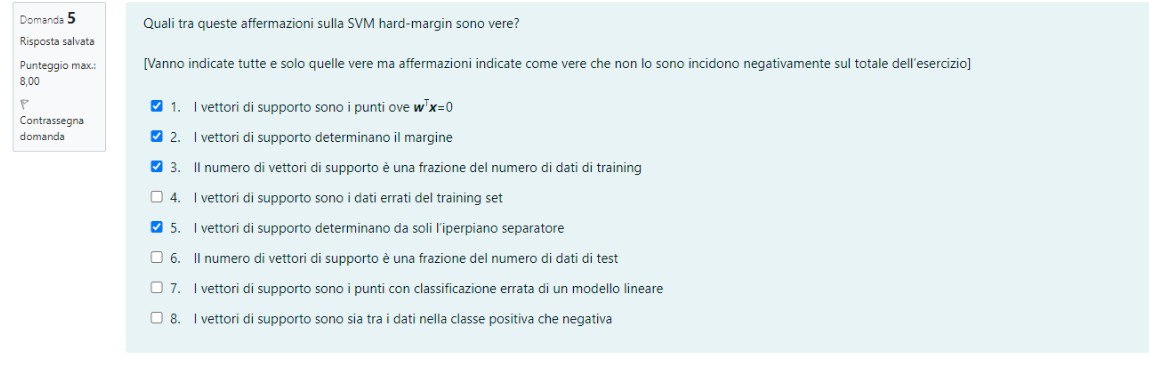 Domanda 5
Risposta salvata
Punteggio max.:
8,00
Contrassegna
domanda
Quali tra queste affermazioni sulla SVM hard-margin sono vere?
[Vanno indicate tutte e solo quelle vere ma affermazioni indicate come vere che non lo sono incidono negativamente sul totale dell'esercizio]
1. I vettori di supporto sono i punti ove wᵀx=0
2. I vettori di supporto determinano il margine
3. Il numero di vettori di supporto è una frazione del numero di dati di training
4. I vettori di supporto sono i dati errati del training set
5. I vettori di supporto determinano da soli l'iperpiano separatore
6. Il numero di vettori di supporto è una frazione del numero di dati di test
7. I vettori di supporto sono i punti con classificazione errata di un modello lineare
8. I vettori di supporto sono sia tra i dati nella classe positiva che negativa